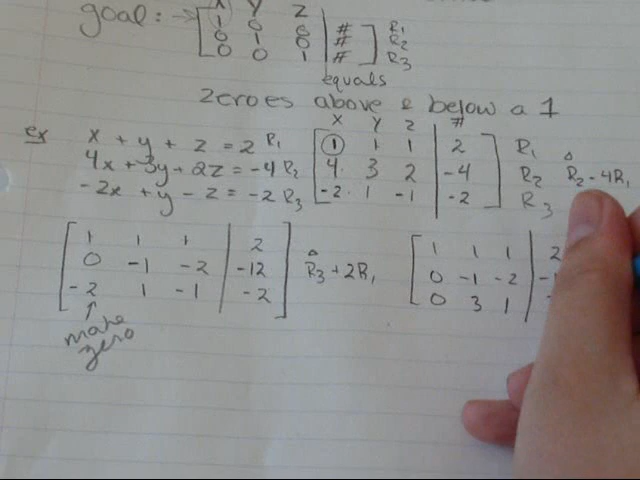 goal: → X Y Z
1 0 0 | # R₁
0 1 0 | # R₂
0 0 1 | # R₃
equals
zeroes above & below a 1
ex x + y + z = 2 R₁
4x + 3y + 2z = -4 R₂
-2x + y - z = -2 R₃
X Y Z #
1 1 1 | 2 R₁
4 3 2 | -4 R₂ R₂ - 4R₁
-2 1 -1 | -2 R₃
1 1 1 | 2
0 -1 -2 | -12 R₃ + 2R₁
-2 1 -1 | -2
↑
make
zero
1 1 1 | 2
0 -1 -2 | -1
0 3 1 |